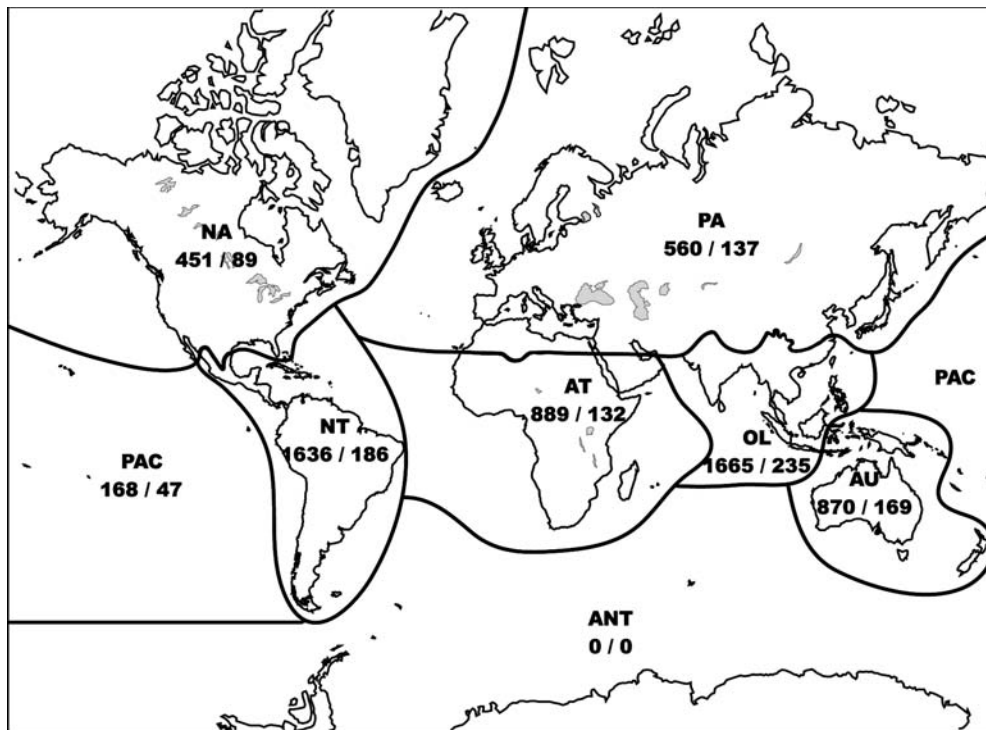 NA
451 / 89
PA
560 / 137
PAC
168 / 47
NT
1636 / 186
AT
889 / 132
OL
1665 / 235
AU
870 / 169
PAC
ANT
0 / 0